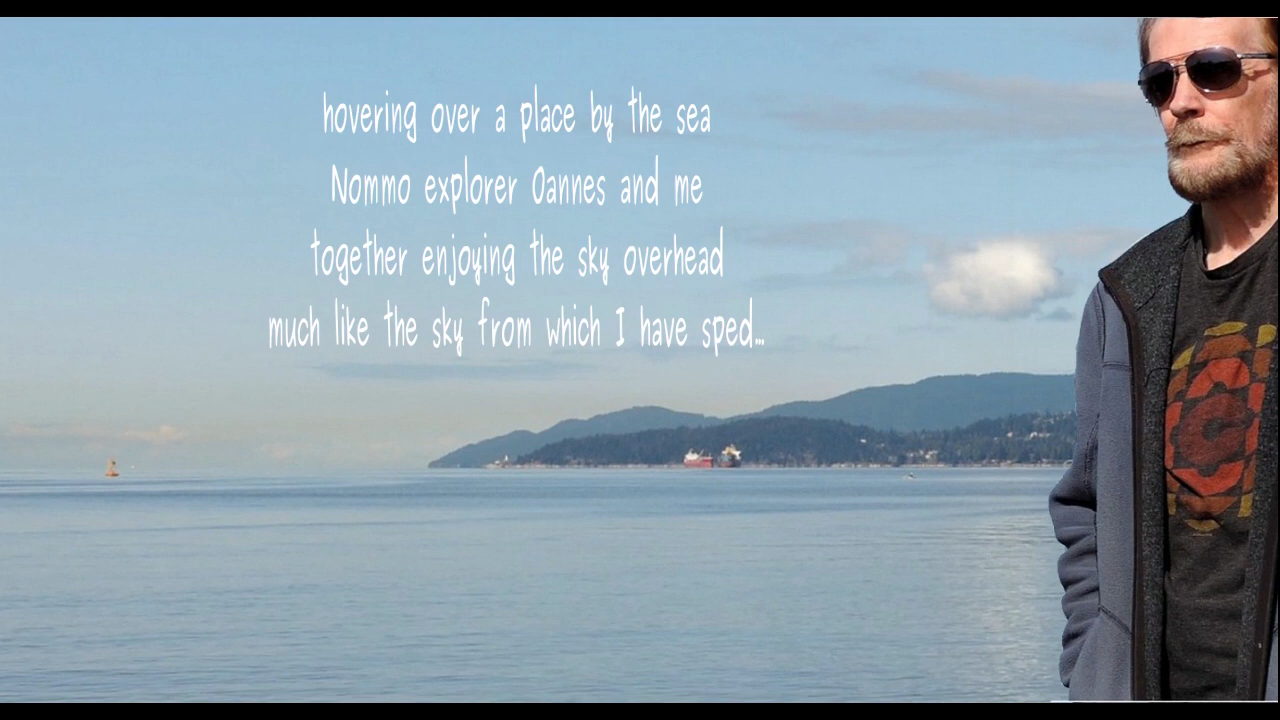 hovering over a place by the sea
Nommo explorer Oannes and me
together enjoying the sky overhead
much like the sky from which I have sped...